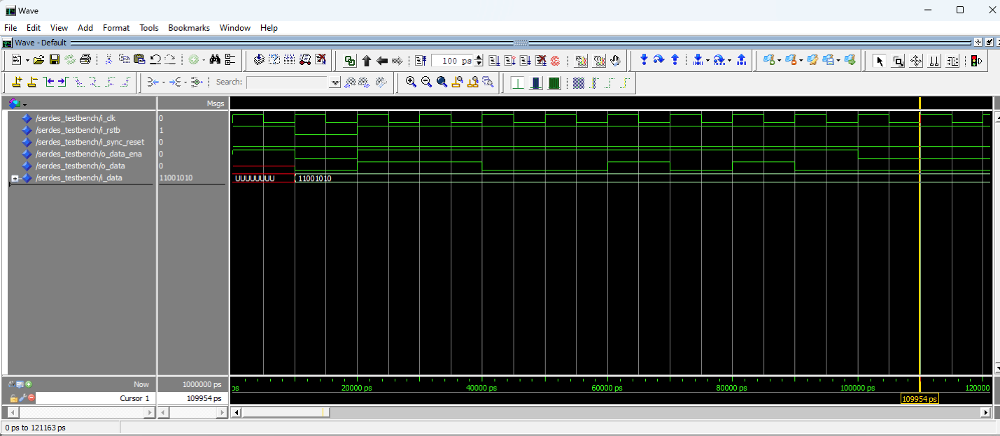 Wave
File Edit View Add Format Tools Bookmarks Window Help
Wave - Default
100 ps
Search:
Msgs
/serdes_testbench/i_clk 0
/serdes_testbench/i_rstb 1
/serdes_testbench/i_sync_reset 0
/serdes_testbench/o_data_ena 0
/serdes_testbench/o_data 0
/serdes_testbench/i_data 11001010 UUUUUUUU 11001010
Now 1000000 ps ps 20000 ps 40000 ps 60000 ps 80000 ps 100000 ps 120000
Cursor 1 109954 ps 109954 ps
0 ps to 121163 ps